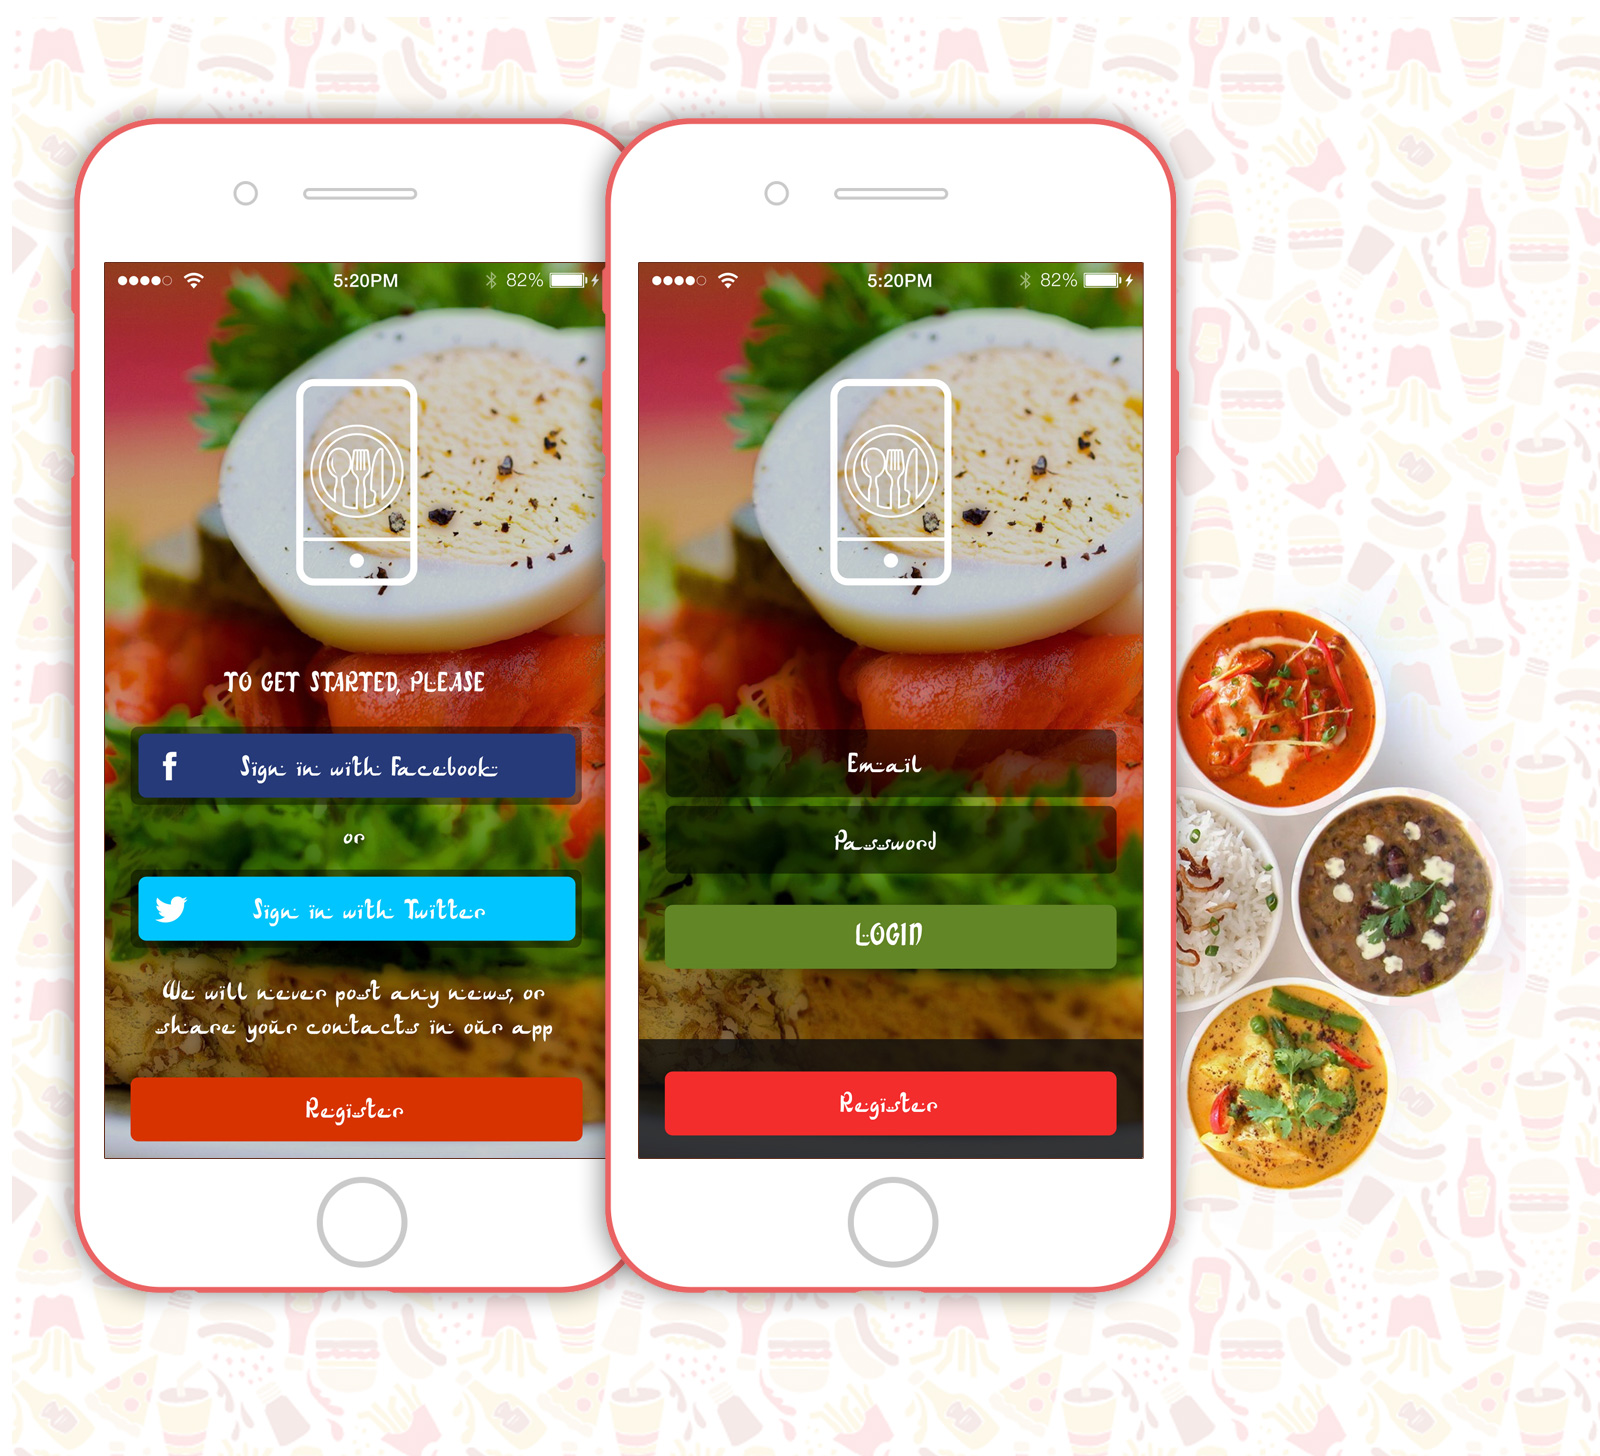 5:20PM
82%
TO GET STARTED, PLEASE
f
Sign in with Facebook
or
Sign in with Twitter
We will never post any news, or
share your contacts in our app
Register
5:20PM
82%
Email
Password
LOGIN
Register